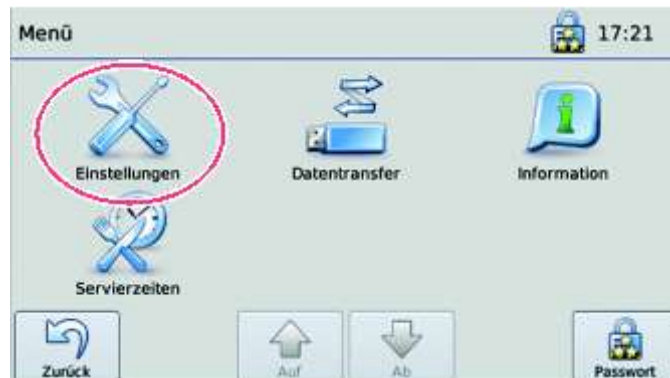 Menü 17:21
Einstellungen Datentransfer Information
Servierzeiten
Zurück Auf Ab Passwort